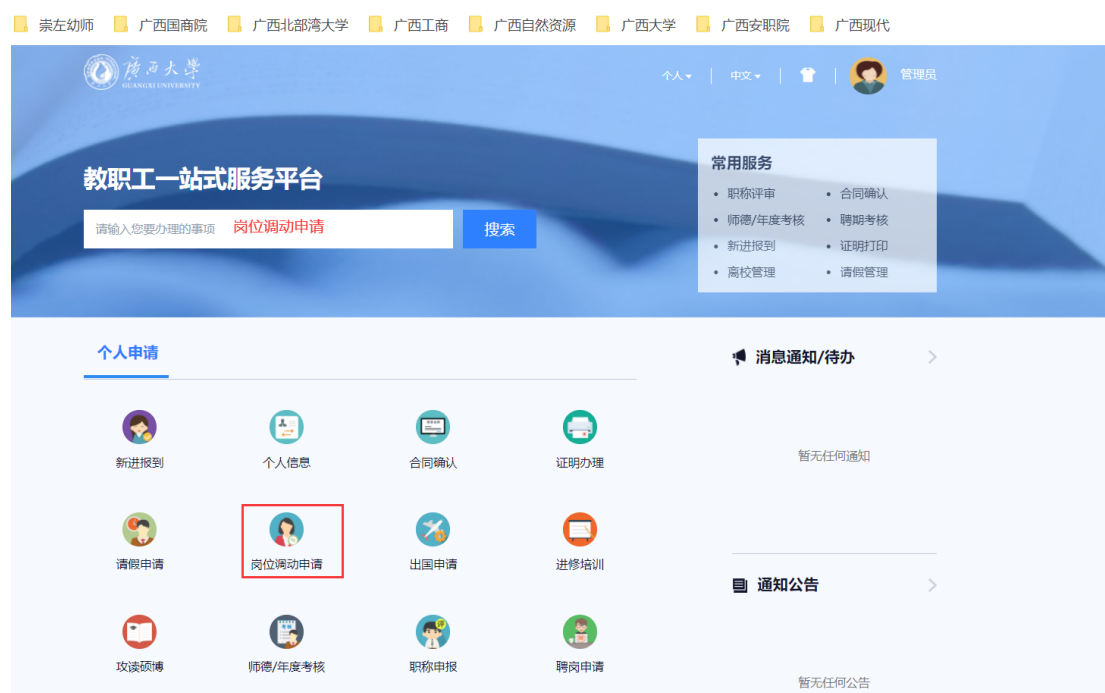 崇左幼师 广西国商院 广西北部湾大学 广西工商 广西自然资源 广西大学 广西安职院 广西现代
廣西大學
GUANGXI UNIVERSITY
个人 中文 管理员
教职工一站式服务平台
请输入您要办理的事项 岗位调动申请 搜索
常用服务
• 职称评审 • 合同确认
• 师德/年度考核 • 聘期考核
• 新进报到 • 证明打印
• 离校管理 • 请假管理
个人申请
新进报到 个人信息 合同确认 证明办理
请假申请 岗位调动申请 出国申请 进修培训
攻读硕博 师德/年度考核 职称申报 聘岗申请
消息通知/待办
暂无任何通知
通知公告
暂无任何公告